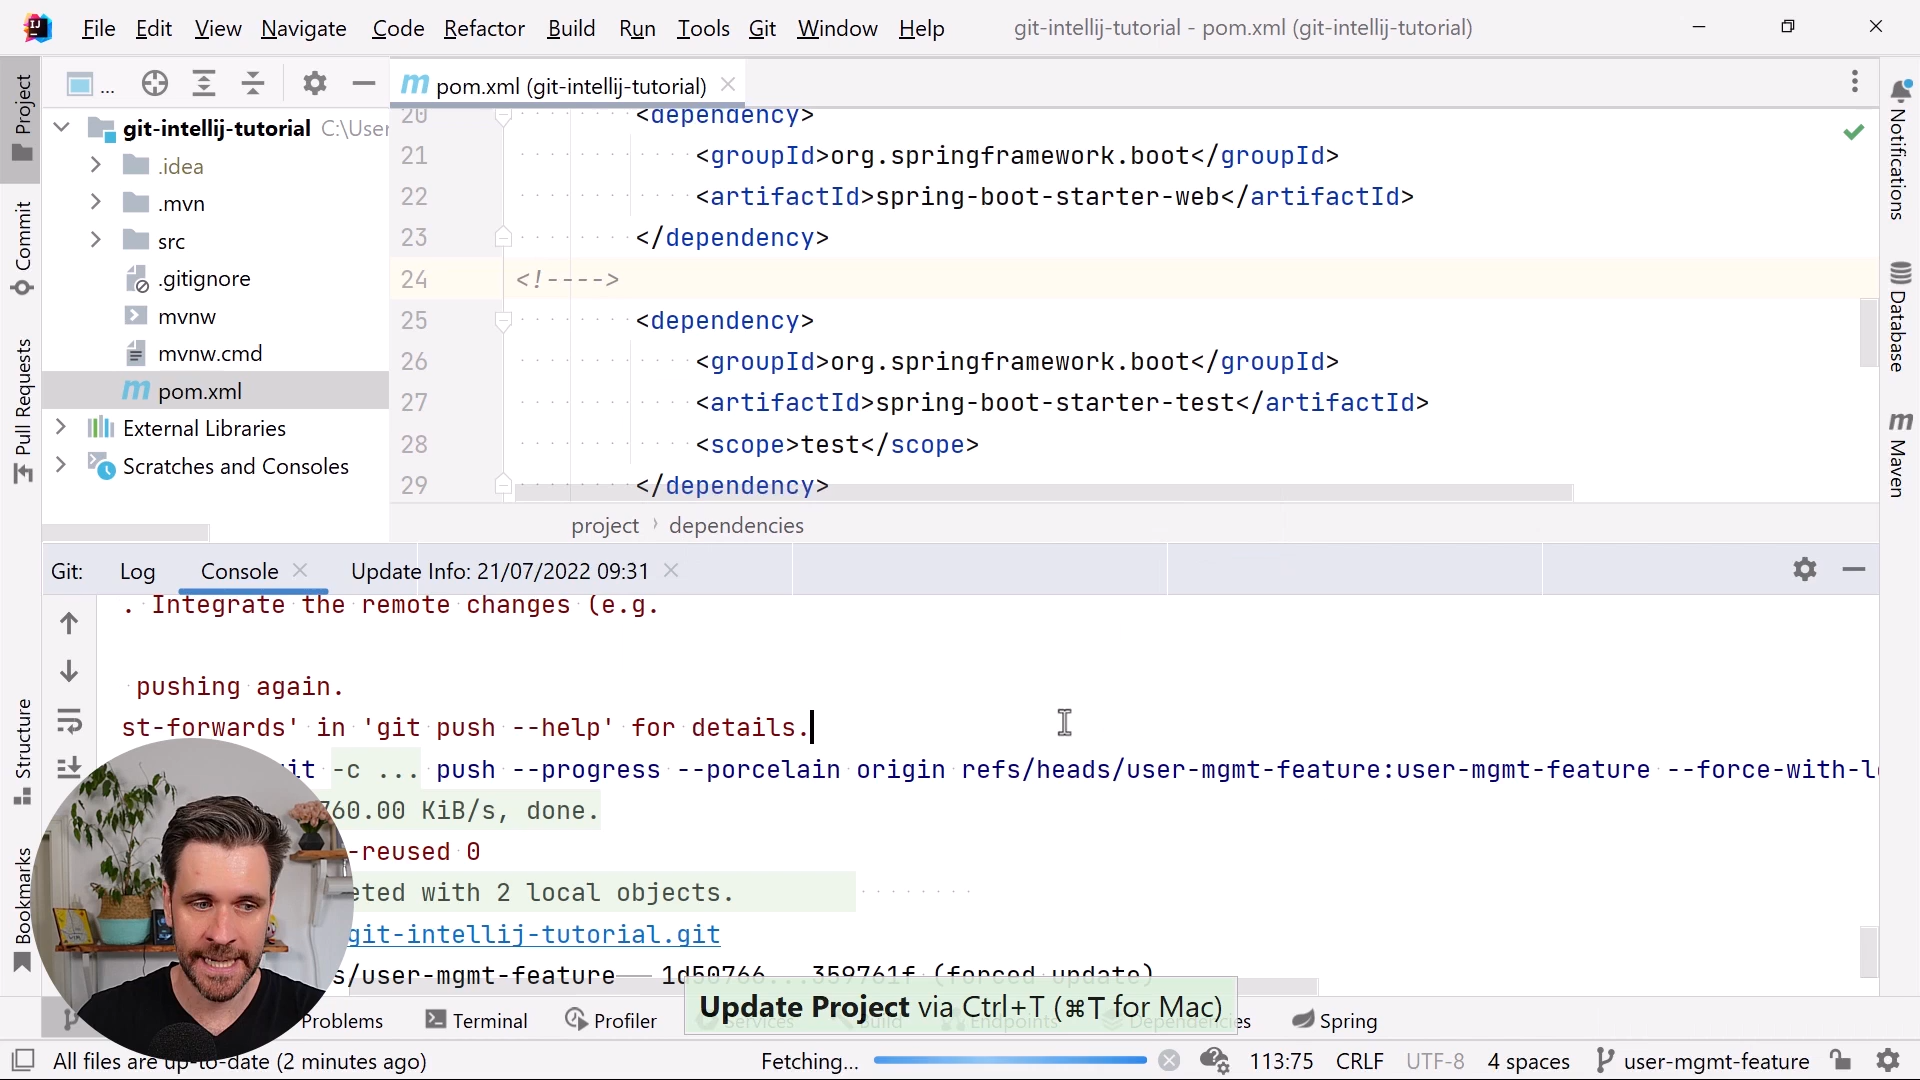 File Edit View Navigate Code Refactor Build Run Tools Git Window Help git-intellij-tutorial - pom.xml (git-intellij-tutorial)
... pom.xml (git-intellij-tutorial)
Project
Commit
Pull Requests
Structure
Bookmarks
git-intellij-tutorial C:\User
.idea
.mvn
src
.gitignore
mvnw
mvnw.cmd
pom.xml
External Libraries
Scratches and Consoles
20 <dependency>
21 <groupId>org.springframework.boot</groupId>
22 <artifactId>spring-boot-starter-web</artifactId>
23 </dependency>
24 <!---->
25 <dependency>
26 <groupId>org.springframework.boot</groupId>
27 <artifactId>spring-boot-starter-test</artifactId>
28 <scope>test</scope>
29 </dependency>
project › dependencies
Notifications
Database
Maven
Git: Log Console Update Info: 21/07/2022 09:31
. Integrate the remote changes (e.g.
pushing again.
st-forwards' in 'git push --help' for details.
-c ... push --progress --porcelain origin refs/heads/user-mgmt-feature:user-mgmt-feature --force-with-l
60.00 KiB/s, done.
-reused 0
eted with 2 local objects.
git-intellij-tutorial.git
s/user-mgmt-feature 1d50766...359761f (forced update)
Update Project via Ctrl+T (⌘T for Mac)
Problems Terminal Profiler Services Build Endpoints Dependencies Spring
All files are up-to-date (2 minutes ago) Fetching... 113:75 CRLF UTF-8 4 spaces user-mgmt-feature